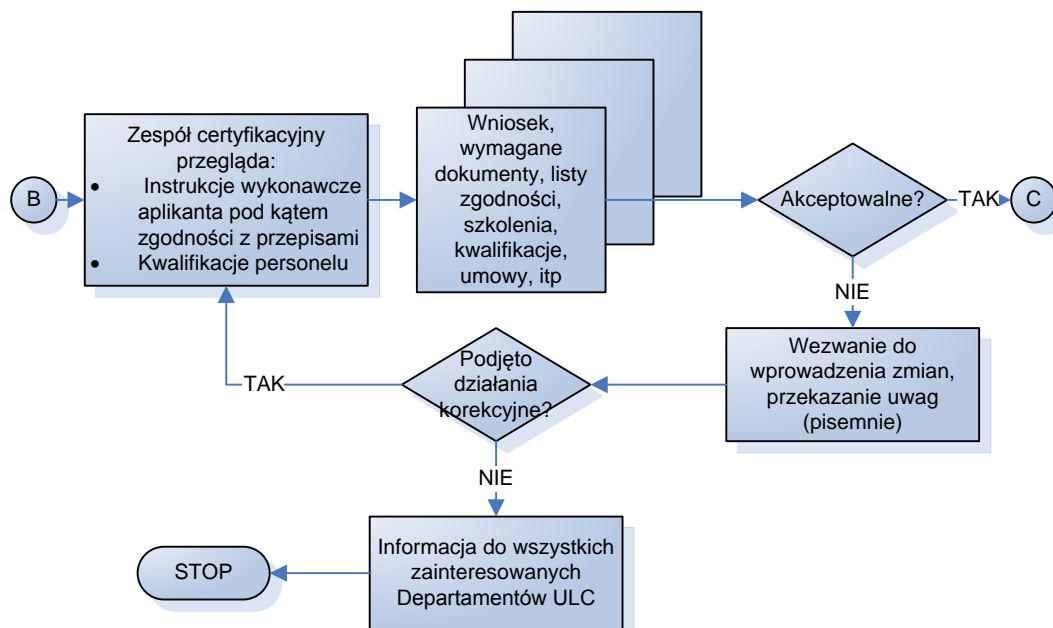 B
Zespół certyfikacyjny
przegląda:
• Instrukcje wykonawcze
aplikanta pod kątem
zgodności z przepisami
• Kwalifikacje personelu
Wniosek,
wymagane
dokumenty, listy
zgodności,
szkolenia,
kwalifikacje,
umowy, itp
Akceptowalne?
TAK
C
NIE
Wezwanie do
wprowadzenia zmian,
przekazanie uwag
(pisemnie)
Podjęto
działania
korekcyjne?
TAK
NIE
Informacja do wszystkich
zainteresowanych
Departamentów ULC
STOP